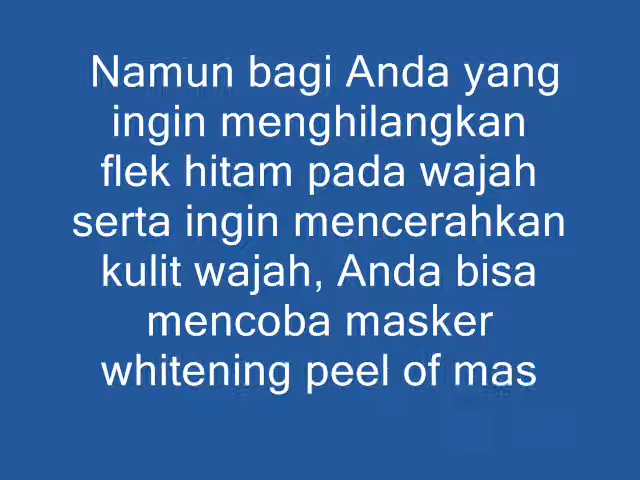 Namun bagi Anda yang
ingin menghilangkan
flek hitam pada wajah
serta ingin mencerahkan
kulit wajah, Anda bisa
mencoba masker
whitening peel of mas